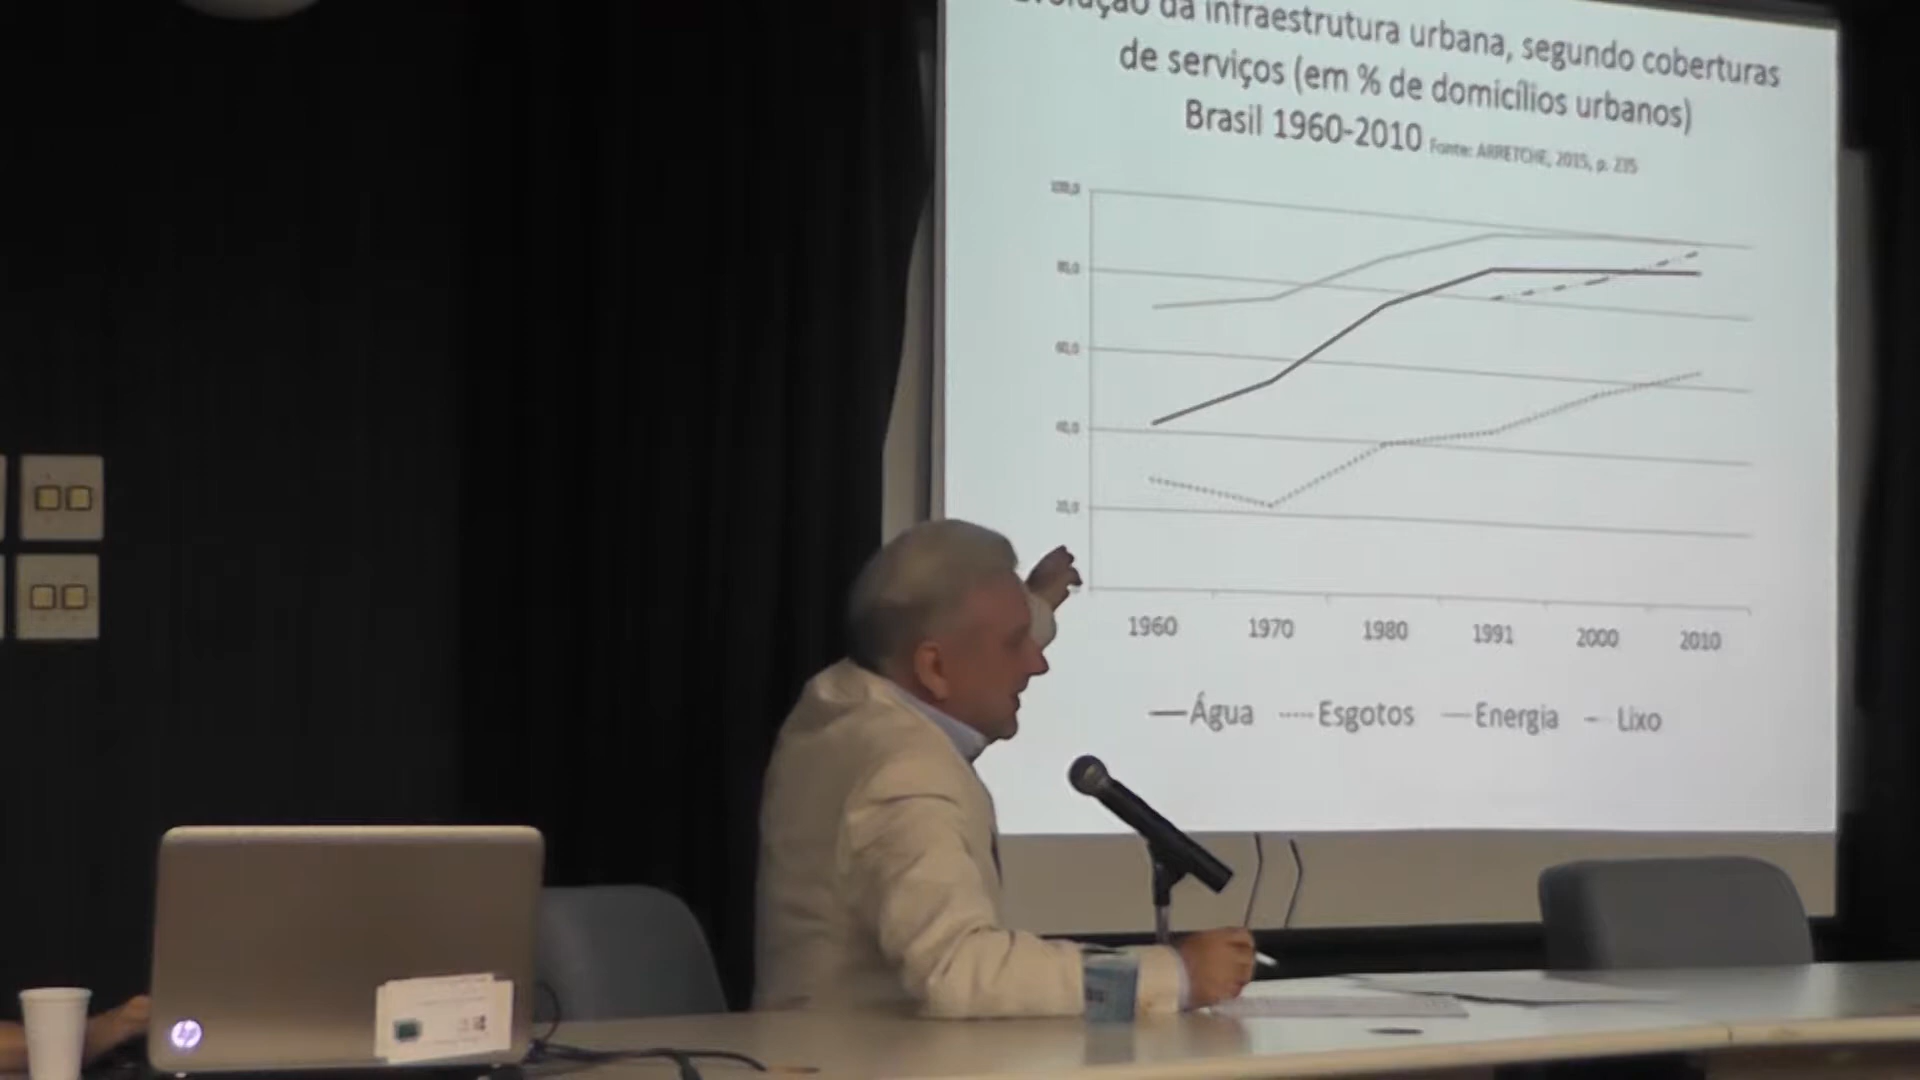 Evolução da infraestrutura urbana, segundo coberturas
de serviços (em % de domicílios urbanos)
Brasil 1960-2010 Fonte: ARRETCHE, 2015, p. 235
100,0
80,0
60,0
40,0
20,0
1960 1970 1980 1991 2000 2010
Água Esgotos Energia Lixo
hp